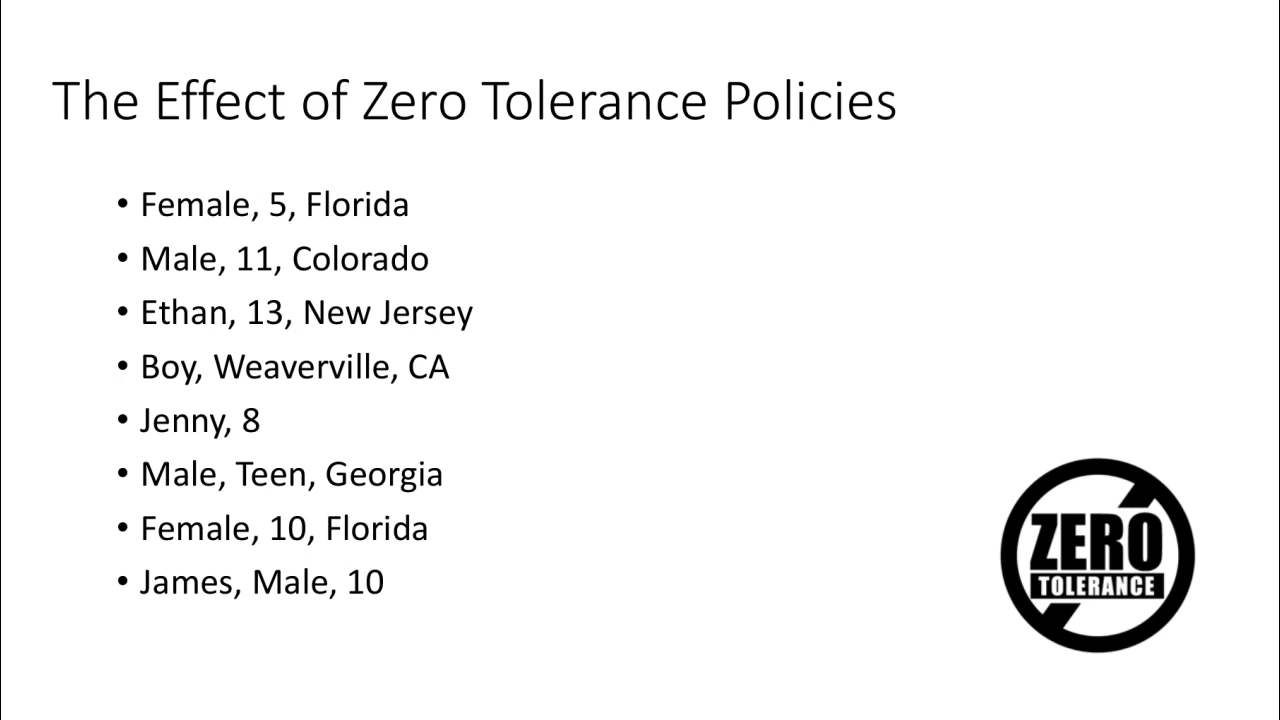 The Effect of Zero Tolerance Policies
• Female, 5, Florida
• Male, 11, Colorado
• Ethan, 13, New Jersey
• Boy, Weaverville, CA
• Jenny, 8
• Male, Teen, Georgia
• Female, 10, Florida
• James, Male, 10
ZERO
TOLERANCE